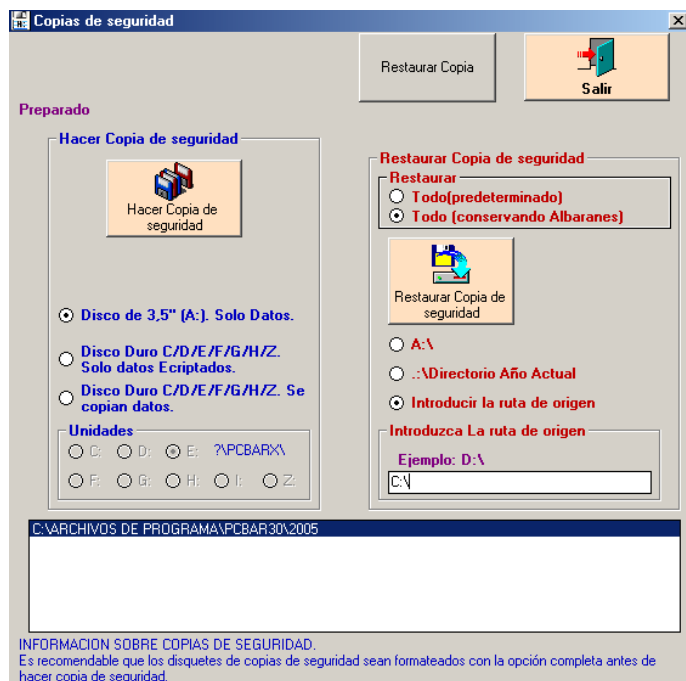 Copias de seguridad
Restaurar Copia
Salir
Preparado
Hacer Copia de seguridad
Hacer Copia de
seguridad
Disco de 3,5" (A:). Solo Datos.
Disco Duro C/D/E/F/G/H/Z.
Solo datos Ecriptados.
Disco Duro C/D/E/F/G/H/Z. Se
copian datos.
Unidades
C: D: E: ?\PCBARX\
F: G: H: I: Z:
Restaurar Copia de seguridad
Restaurar
Todo(predeterminado)
Todo (conservando Albaranes)
Restaurar Copia de
seguridad
A:\
.:\Directorio Año Actual
Introducir la ruta de origen
Introduzca La ruta de origen
Ejemplo: D:\
C:\
C:\ARCHIVOS DE PROGRAMA\PCBAR30\2005
INFORMACION SOBRE COPIAS DE SEGURIDAD.
Es recomendable que los disquetes de copias de seguridad sean formateados con la opción completa antes de
hacer copia de seguridad.